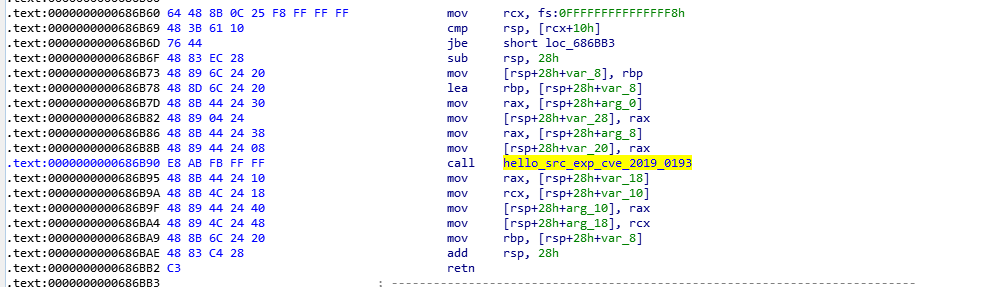 .text:0000000000686B60 64 48 8B 0C 25 F8 FF FF FF mov rcx, fs:0FFFFFFFFFFFFFFF8h
.text:0000000000686B69 48 3B 61 10 cmp rsp, [rcx+10h]
.text:0000000000686B6D 76 44 jbe short loc_686BB3
.text:0000000000686B6F 48 83 EC 28 sub rsp, 28h
.text:0000000000686B73 48 89 6C 24 20 mov [rsp+28h+var_8], rbp
.text:0000000000686B78 48 8D 6C 24 20 lea rbp, [rsp+28h+var_8]
.text:0000000000686B7D 48 8B 44 24 30 mov rax, [rsp+28h+arg_0]
.text:0000000000686B82 48 89 04 24 mov [rsp+28h+var_28], rax
.text:0000000000686B86 48 8B 44 24 38 mov rax, [rsp+28h+arg_8]
.text:0000000000686B8B 48 89 44 24 08 mov [rsp+28h+var_20], rax
.text:0000000000686B90 E8 AB FB FF FF call hello_src_exp_cve_2019_0193
.text:0000000000686B95 48 8B 44 24 10 mov rax, [rsp+28h+var_18]
.text:0000000000686B9A 48 8B 4C 24 18 mov rcx, [rsp+28h+var_10]
.text:0000000000686B9F 48 89 44 24 40 mov [rsp+28h+arg_10], rax
.text:0000000000686BA4 48 89 4C 24 48 mov [rsp+28h+arg_18], rcx
.text:0000000000686BA9 48 8B 6C 24 20 mov rbp, [rsp+28h+var_8]
.text:0000000000686BAE 48 83 C4 28 add rsp, 28h
.text:0000000000686BB2 C3 retn
.text:0000000000686BB3 ; ---------------------------------------------------------------------------